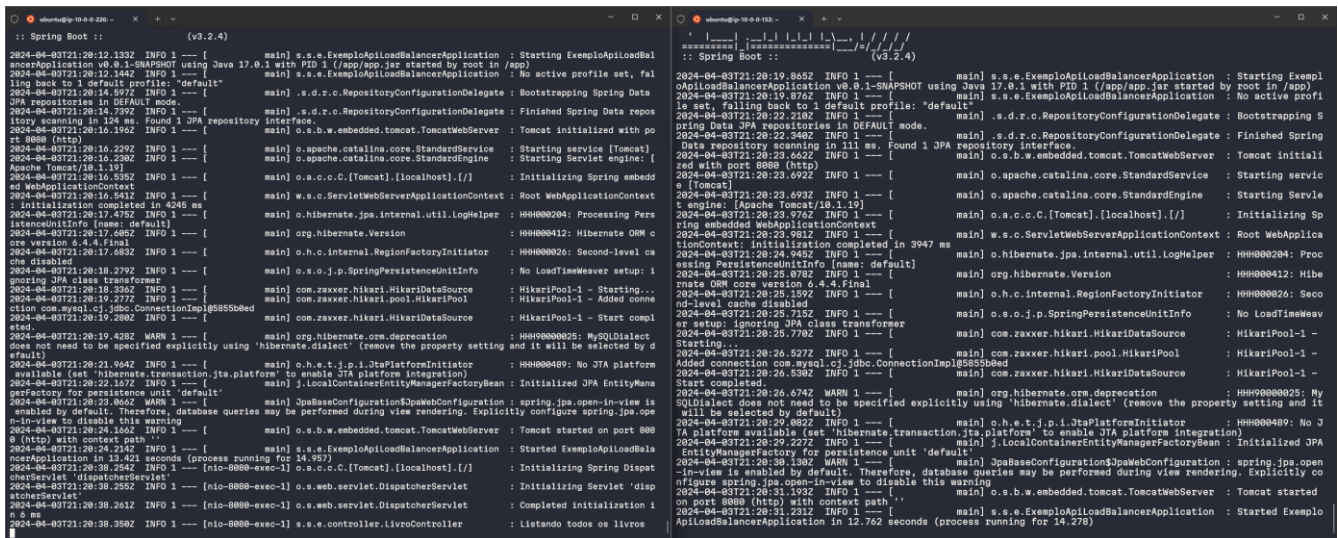 ubuntu@ip-10-0-0-226: ~
:: Spring Boot :: (v3.2.4)
2024-04-03T21:20:12.133Z INFO 1 --- [ main] s.s.e.ExemploApiLoadBalancerApplication : Starting ExemploApiLoadBal
ancerApplication v0.0.1-SNAPSHOT using Java 17.0.1 with PID 1 (/app/app.jar started by root in /app)
2024-04-03T21:20:12.144Z INFO 1 --- [ main] s.s.e.ExemploApiLoadBalancerApplication : No active profile set, fal
ling back to 1 default profile: "default"
2024-04-03T21:20:14.597Z INFO 1 --- [ main] .s.d.r.c.RepositoryConfigurationDelegate : Bootstrapping Spring Data
JPA repositories in DEFAULT mode.
2024-04-03T21:20:14.739Z INFO 1 --- [ main] .s.d.r.c.RepositoryConfigurationDelegate : Finished Spring Data repos
itory scanning in 124 ms. Found 1 JPA repository interface.
2024-04-03T21:20:16.196Z INFO 1 --- [ main] o.s.b.w.embedded.tomcat.TomcatWebServer : Tomcat initialized with po
rt 8080 (http)
2024-04-03T21:20:16.229Z INFO 1 --- [ main] o.apache.catalina.core.StandardService : Starting service [Tomcat]
2024-04-03T21:20:16.230Z INFO 1 --- [ main] o.apache.catalina.core.StandardEngine : Starting Servlet engine: [
Apache Tomcat/10.1.19]
2024-04-03T21:20:16.535Z INFO 1 --- [ main] o.a.c.c.C.[Tomcat].[localhost].[/] : Initializing Spring embedd
ed WebApplicationContext
2024-04-03T21:20:16.541Z INFO 1 --- [ main] w.s.c.ServletWebServerApplicationContext : Root WebApplicationContext
: initialization completed in 4245 ms
2024-04-03T21:20:17.475Z INFO 1 --- [ main] o.hibernate.jpa.internal.util.LogHelper : HHH000204: Processing Pers
istenceUnitInfo [name: default]
2024-04-03T21:20:17.605Z INFO 1 --- [ main] org.hibernate.Version : HHH000412: Hibernate ORM c
ore version 6.4.4.Final
2024-04-03T21:20:17.683Z INFO 1 --- [ main] o.h.c.internal.RegionFactoryInitiator : HHH000026: Second-level ca
che disabled
2024-04-03T21:20:18.279Z INFO 1 --- [ main] o.s.o.j.p.SpringPersistenceUnitInfo : No LoadTimeWeaver setup: i
gnoring JPA class transformer
2024-04-03T21:20:18.336Z INFO 1 --- [ main] com.zaxxer.hikari.HikariDataSource : HikariPool-1 - Starting...
2024-04-03T21:20:19.277Z INFO 1 --- [ main] com.zaxxer.hikari.pool.HikariPool : HikariPool-1 - Added conne
ction com.mysql.cj.jdbc.ConnectionImpl@5855b0ed
2024-04-03T21:20:19.280Z INFO 1 --- [ main] com.zaxxer.hikari.HikariDataSource : HikariPool-1 - Start compl
eted.
2024-04-03T21:20:19.428Z WARN 1 --- [ main] org.hibernate.orm.deprecation : HHH90000025: MySQLDialect
does not need to be specified explicitly using 'hibernate.dialect' (remove the property setting and it will be selected by d
efault)
2024-04-03T21:20:21.964Z INFO 1 --- [ main] o.h.e.t.j.p.i.JtaPlatformInitiator : HHH000489: No JTA platform
available (set 'hibernate.transaction.jta.platform' to enable JTA platform integration)
2024-04-03T21:20:22.167Z INFO 1 --- [ main] j.LocalContainerEntityManagerFactoryBean : Initialized JPA EntityMana
gerFactory for persistence unit 'default'
2024-04-03T21:20:23.066Z WARN 1 --- [ main] JpaBaseConfiguration$JpaWebConfiguration : spring.jpa.open-in-view is
enabled by default. Therefore, database queries may be performed during view rendering. Explicitly configure spring.jpa.ope
n-in-view to disable this warning
2024-04-03T21:20:24.166Z INFO 1 --- [ main] o.s.b.w.embedded.tomcat.TomcatWebServer : Tomcat started on port 808
0 (http) with context path ''
2024-04-03T21:20:24.214Z INFO 1 --- [ main] s.s.e.ExemploApiLoadBalancerApplication : Started ExemploApiLoadBala
ncerApplication in 13.421 seconds (process running for 14.957)
2024-04-03T21:20:38.254Z INFO 1 --- [nio-8080-exec-1] o.a.c.c.C.[Tomcat].[localhost].[/] : Initializing Spring Dispat
cherServlet 'dispatcherServlet'
2024-04-03T21:20:38.255Z INFO 1 --- [nio-8080-exec-1] o.s.web.servlet.DispatcherServlet : Initializing Servlet 'disp
atcherServlet'
2024-04-03T21:20:38.261Z INFO 1 --- [nio-8080-exec-1] o.s.web.servlet.DispatcherServlet : Completed initialization i
n 6 ms
2024-04-03T21:20:38.350Z INFO 1 --- [nio-8080-exec-1] s.s.e.controller.LivroController : Listando todos os livros
ubuntu@ip-10-0-0-152: ~
:: Spring Boot :: (v3.2.4)
2024-04-03T21:20:19.865Z INFO 1 --- [ main] s.s.e.ExemploApiLoadBalancerApplication : Starting Exempl
oApiLoadBalancerApplication v0.0.1-SNAPSHOT using Java 17.0.1 with PID 1 (/app/app.jar started by root in /app)
2024-04-03T21:20:19.876Z INFO 1 --- [ main] s.s.e.ExemploApiLoadBalancerApplication : No active profi
le set, falling back to 1 default profile: "default"
2024-04-03T21:20:22.210Z INFO 1 --- [ main] .s.d.r.c.RepositoryConfigurationDelegate : Bootstrapping S
pring Data JPA repositories in DEFAULT mode.
2024-04-03T21:20:22.340Z INFO 1 --- [ main] .s.d.r.c.RepositoryConfigurationDelegate : Finished Spring
Data repository scanning in 111 ms. Found 1 JPA repository interface.
2024-04-03T21:20:23.662Z INFO 1 --- [ main] o.s.b.w.embedded.tomcat.TomcatWebServer : Tomcat initiali
zed with port 8080 (http)
2024-04-03T21:20:23.692Z INFO 1 --- [ main] o.apache.catalina.core.StandardService : Starting servic
e [Tomcat]
2024-04-03T21:20:23.693Z INFO 1 --- [ main] o.apache.catalina.core.StandardEngine : Starting Servle
t engine: [Apache Tomcat/10.1.19]
2024-04-03T21:20:23.976Z INFO 1 --- [ main] o.a.c.c.C.[Tomcat].[localhost].[/] : Initializing Sp
ring embedded WebApplicationContext
2024-04-03T21:20:23.981Z INFO 1 --- [ main] w.s.c.ServletWebServerApplicationContext : Root WebApplica
tionContext: initialization completed in 3947 ms
2024-04-03T21:20:24.945Z INFO 1 --- [ main] o.hibernate.jpa.internal.util.LogHelper : HHH000204: Proc
essing PersistenceUnitInfo [name: default]
2024-04-03T21:20:25.078Z INFO 1 --- [ main] org.hibernate.Version : HHH000412: Hibe
rnate ORM core version 6.4.4.Final
2024-04-03T21:20:25.159Z INFO 1 --- [ main] o.h.c.internal.RegionFactoryInitiator : HHH000026: Seco
nd-level cache disabled
2024-04-03T21:20:25.715Z INFO 1 --- [ main] o.s.o.j.p.SpringPersistenceUnitInfo : No LoadTimeWeav
er setup: ignoring JPA class transformer
2024-04-03T21:20:25.770Z INFO 1 --- [ main] com.zaxxer.hikari.HikariDataSource : HikariPool-1 -
Starting...
2024-04-03T21:20:26.527Z INFO 1 --- [ main] com.zaxxer.hikari.pool.HikariPool : HikariPool-1 -
Added connection com.mysql.cj.jdbc.ConnectionImpl@5855b0ed
2024-04-03T21:20:26.530Z INFO 1 --- [ main] com.zaxxer.hikari.HikariDataSource : HikariPool-1 -
Start completed.
2024-04-03T21:20:26.674Z WARN 1 --- [ main] org.hibernate.orm.deprecation : HHH90000025: My
SQLDialect does not need to be specified explicitly using 'hibernate.dialect' (remove the property setting and it
will be selected by default)
2024-04-03T21:20:29.082Z INFO 1 --- [ main] o.h.e.t.j.p.i.JtaPlatformInitiator : HHH000489: No J
TA platform available (set 'hibernate.transaction.jta.platform' to enable JTA platform integration)
2024-04-03T21:20:29.227Z INFO 1 --- [ main] j.LocalContainerEntityManagerFactoryBean : Initialized JPA
EntityManagerFactory for persistence unit 'default'
2024-04-03T21:20:30.130Z WARN 1 --- [ main] JpaBaseConfiguration$JpaWebConfiguration : spring.jpa.open
-in-view is enabled by default. Therefore, database queries may be performed during view rendering. Explicitly co
nfigure spring.jpa.open-in-view to disable this warning
2024-04-03T21:20:31.193Z INFO 1 --- [ main] o.s.b.w.embedded.tomcat.TomcatWebServer : Tomcat started
on port 8080 (http) with context path ''
2024-04-03T21:20:31.231Z INFO 1 --- [ main] s.s.e.ExemploApiLoadBalancerApplication : Started Exemplo
ApiLoadBalancerApplication in 12.762 seconds (process running for 14.278)